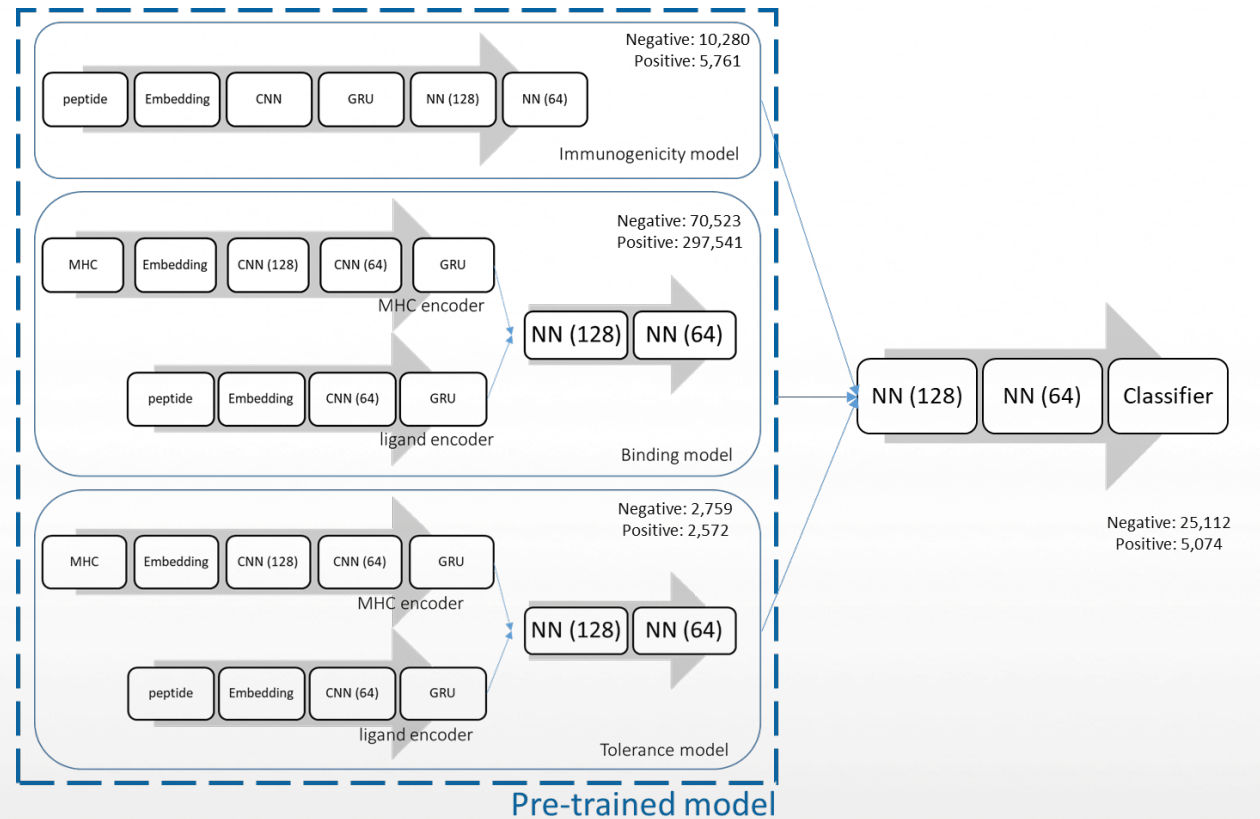 Negative: 10,280
Positive: 5,761
peptide
Embedding
CNN
GRU
NN (128)
NN (64)
Immunogenicity model
Negative: 70,523
Positive: 297,541
MHC
Embedding
CNN (128)
CNN (64)
GRU
MHC encoder
NN (128)
NN (64)
peptide
Embedding
CNN (64)
GRU
ligand encoder
Binding model
Negative: 2,759
Positive: 2,572
MHC
Embedding
CNN (128)
CNN (64)
GRU
MHC encoder
NN (128)
NN (64)
peptide
Embedding
CNN (64)
GRU
ligand encoder
Tolerance model
Pre-trained model
NN (128)
NN (64)
Classifier
Negative: 25,112
Positive: 5,074